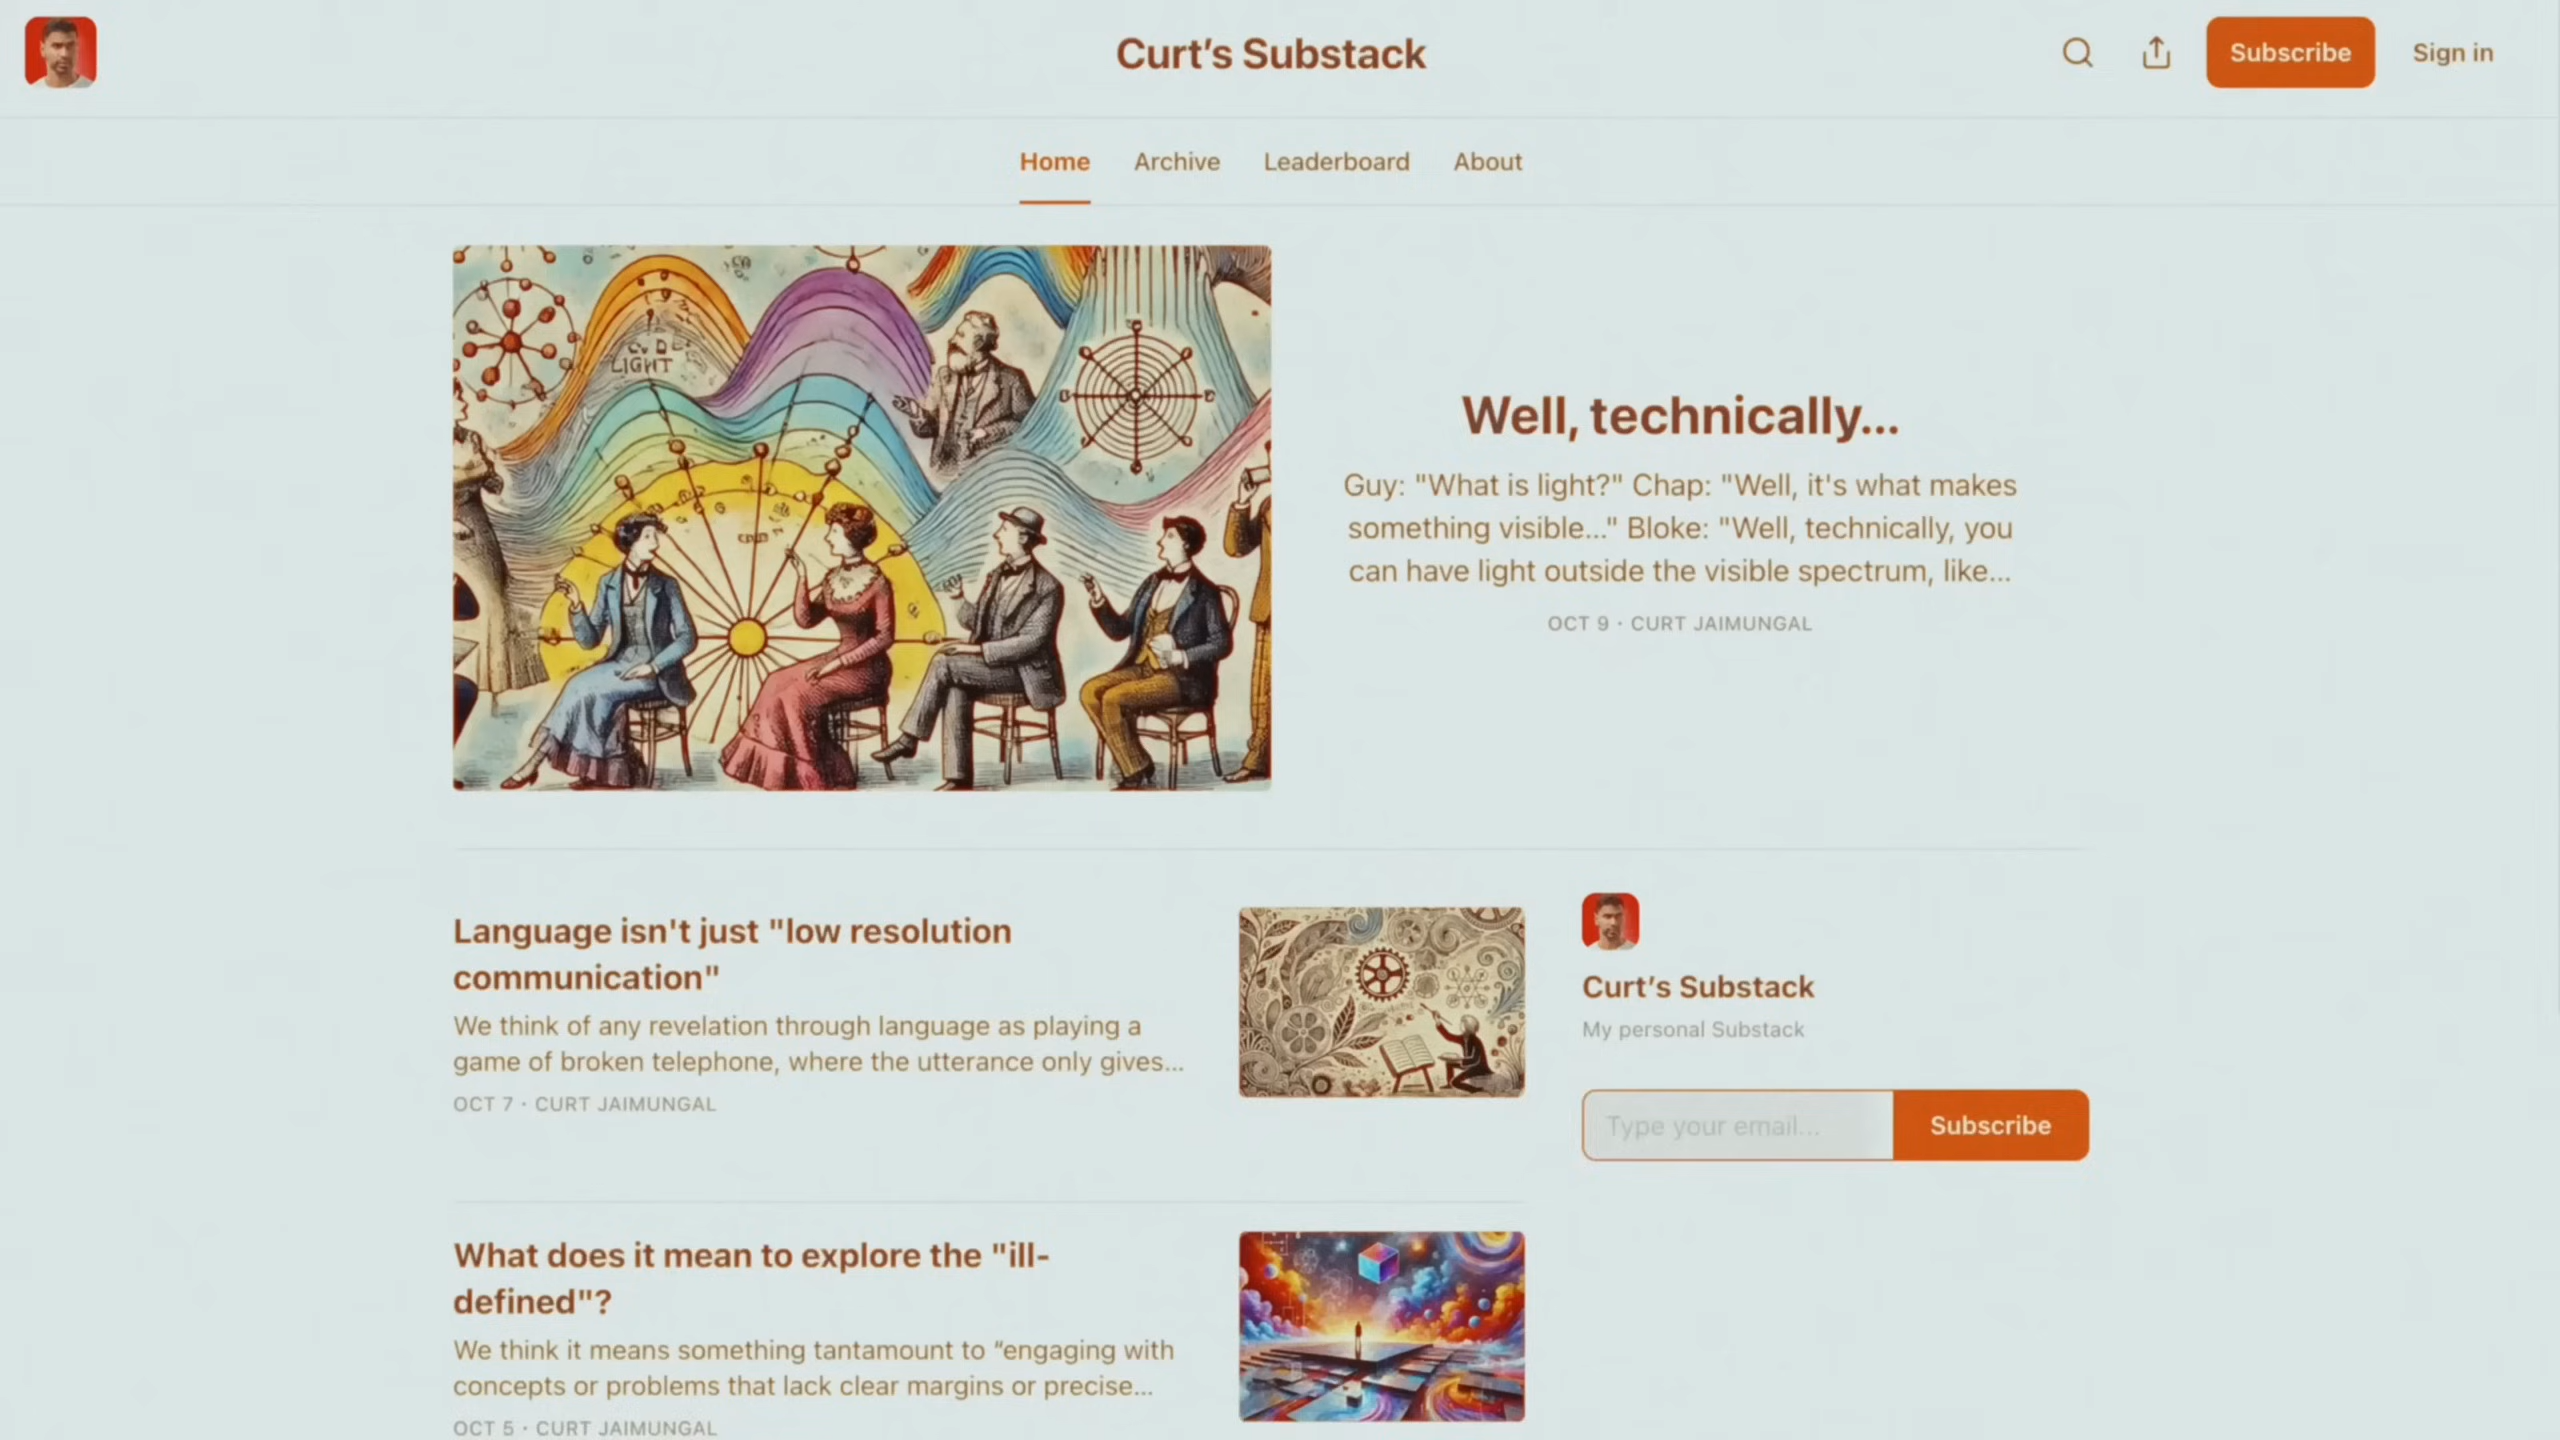 Curt’s Substack
Subscribe
Sign in
Home
Archive
Leaderboard
About
LIGHT
Well, technically...
Guy: "What is light?" Chap: "Well, it's what makes
something visible..." Bloke: "Well, technically, you
can have light outside the visible spectrum, like...
OCT 9 · CURT JAIMUNGAL
Language isn't just "low resolution
communication"
We think of any revelation through language as playing a
game of broken telephone, where the utterance only gives...
OCT 7 · CURT JAIMUNGAL
Curt’s Substack
My personal Substack
Type your email...
Subscribe
What does it mean to explore the "ill-
defined"?
We think it means something tantamount to “engaging with
concepts or problems that lack clear margins or precise...
OCT 5 · CURT JAIMUNGAL